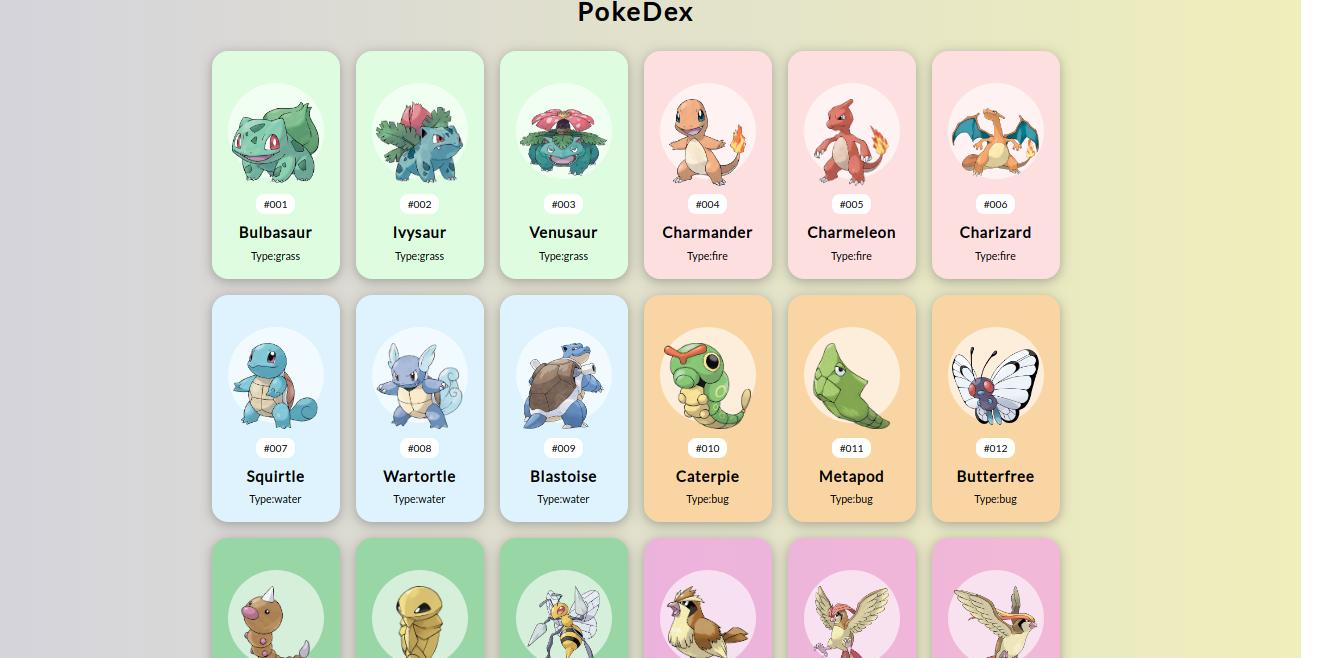 PokeDex
#001
Bulbasaur
Type:grass
#002
Ivysaur
Type:grass
#003
Venusaur
Type:grass
#004
Charmander
Type:fire
#005
Charmeleon
Type:fire
#006
Charizard
Type:fire
#007
Squirtle
Type:water
#008
Wartortle
Type:water
#009
Blastoise
Type:water
#010
Caterpie
Type:bug
#011
Metapod
Type:bug
#012
Butterfree
Type:bug